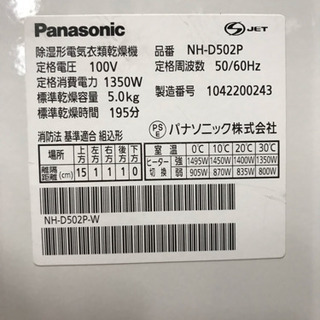 Panasonic
S JET
除湿形電気衣類乾燥機 品番 NH-D502P
定格電圧 100V 定格周波数 50/60Hz
定格消費電力 1350W
標準乾燥容量 5.0kg 製造番号 1042200243
標準乾燥時間 195分
PS E パナソニック株式会社
消防法 基準適合 組込形
場所 上方 左方 右方 後方 下方
離隔距離(cm) 15 1 1 1 0
室温 0℃ 10℃ 20℃ 30℃
ヒーター切換 強 1495W 1450W 1400W 1350W
弱 905W 870W 835W 800W
NH-D502P-W